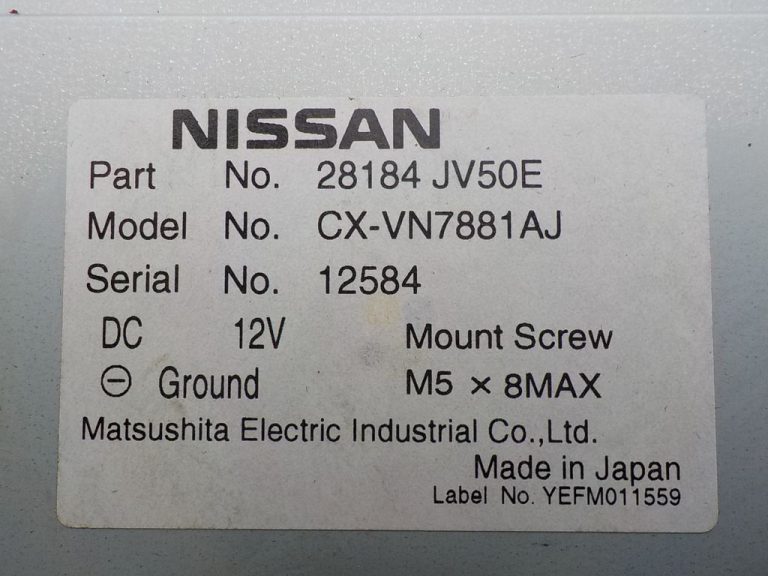 NISSAN
Part No. 28184 JV50E
Model No. CX-VN7881AJ
Serial No. 12584
DC 12V Mount Screw
⊖ Ground M5 × 8MAX
Matsushita Electric Industrial Co.,Ltd.
Made in Japan
Label No. YEFM011559